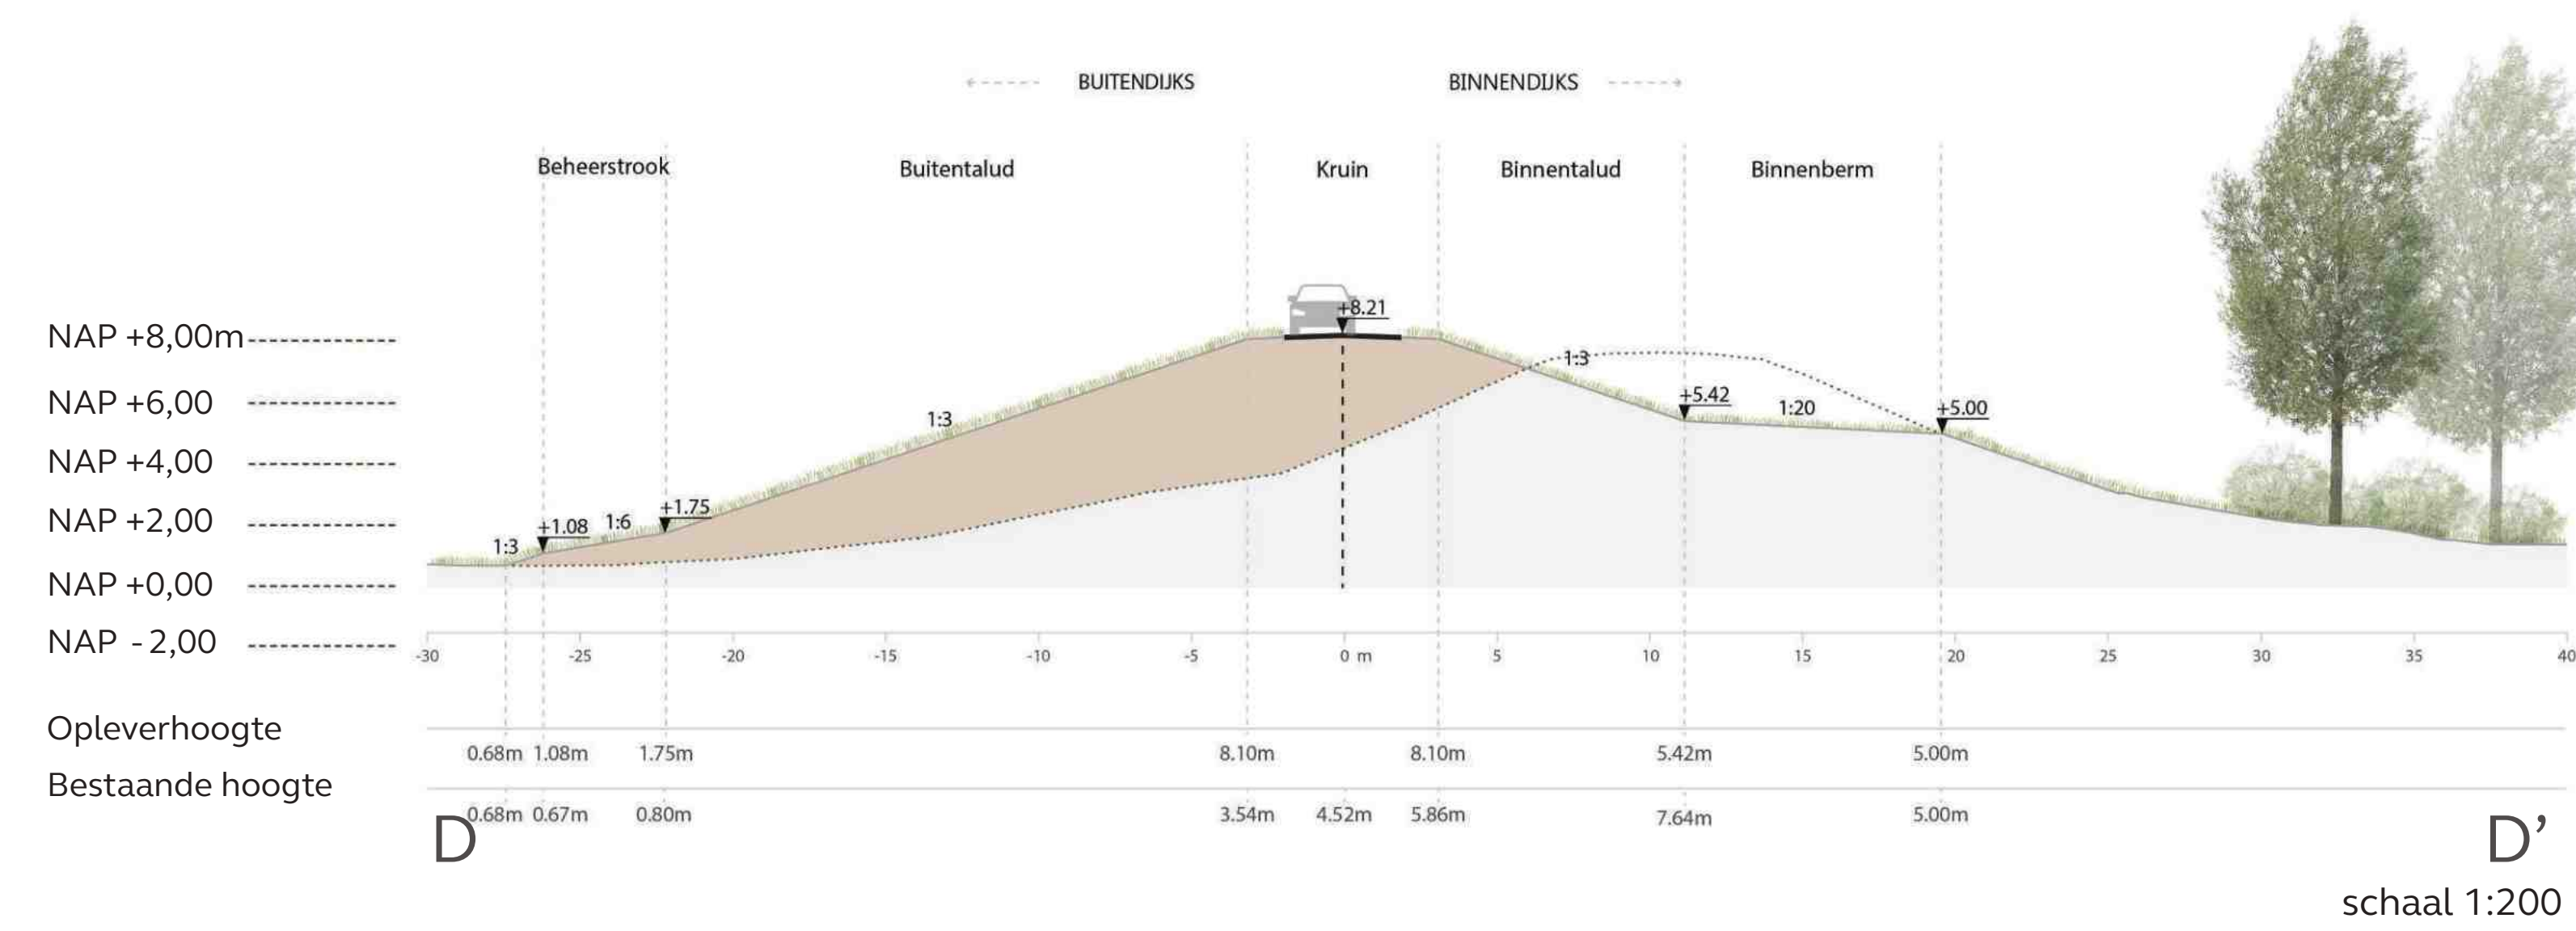 BUITENDIJKS BINNENDIJKS
Beheerstrook Buitentalud Kruin Binnentalud Binnenberm
+8.21
NAP +8,00m
1:3
+5.42
1:20
+5.00
NAP +6,00
1:3
NAP +4,00
+1.75
NAP +2,00
+1.08
1:6
1:3
NAP +0,00
NAP - 2,00
-30 -25 -20 -15 -10 -5 0 m 5 10 15 20 25 30 35 40
Opleverhoogte
0.68m 1.08m 1.75m 8.10m 8.10m 5.42m 5.00m
Bestaande hoogte
0.68m 0.67m 0.80m 3.54m 4.52m 5.86m 7.64m 5.00m
D D’
schaal 1:200